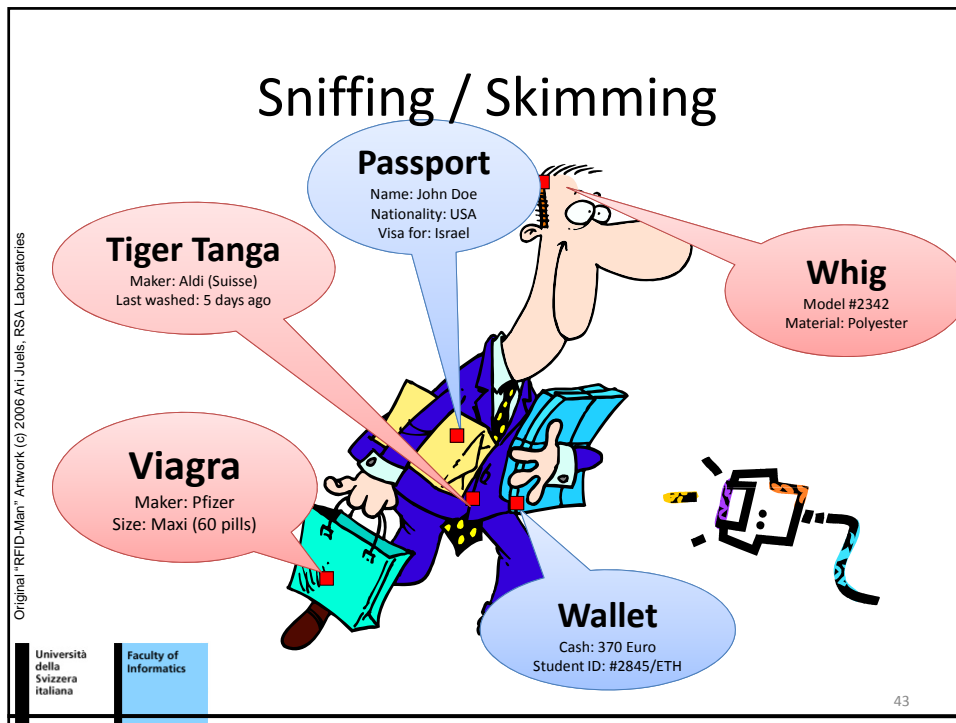 Sniffing / Skimming
Passport
Name: John Doe
Nationality: USA
Visa for: Israel
Tiger Tanga
Maker: Aldi (Suisse)
Last washed: 5 days ago
Whig
Model #2342
Material: Polyester
Viagra
Maker: Pfizer
Size: Maxi (60 pills)
Wallet
Cash: 370 Euro
Student ID: #2845/ETH
Original "RFID-Man" Artwork (c) 2006 Ari Juels, RSA Laboratories
Università
della
Svizzera
italiana
Faculty of
Informatics
43